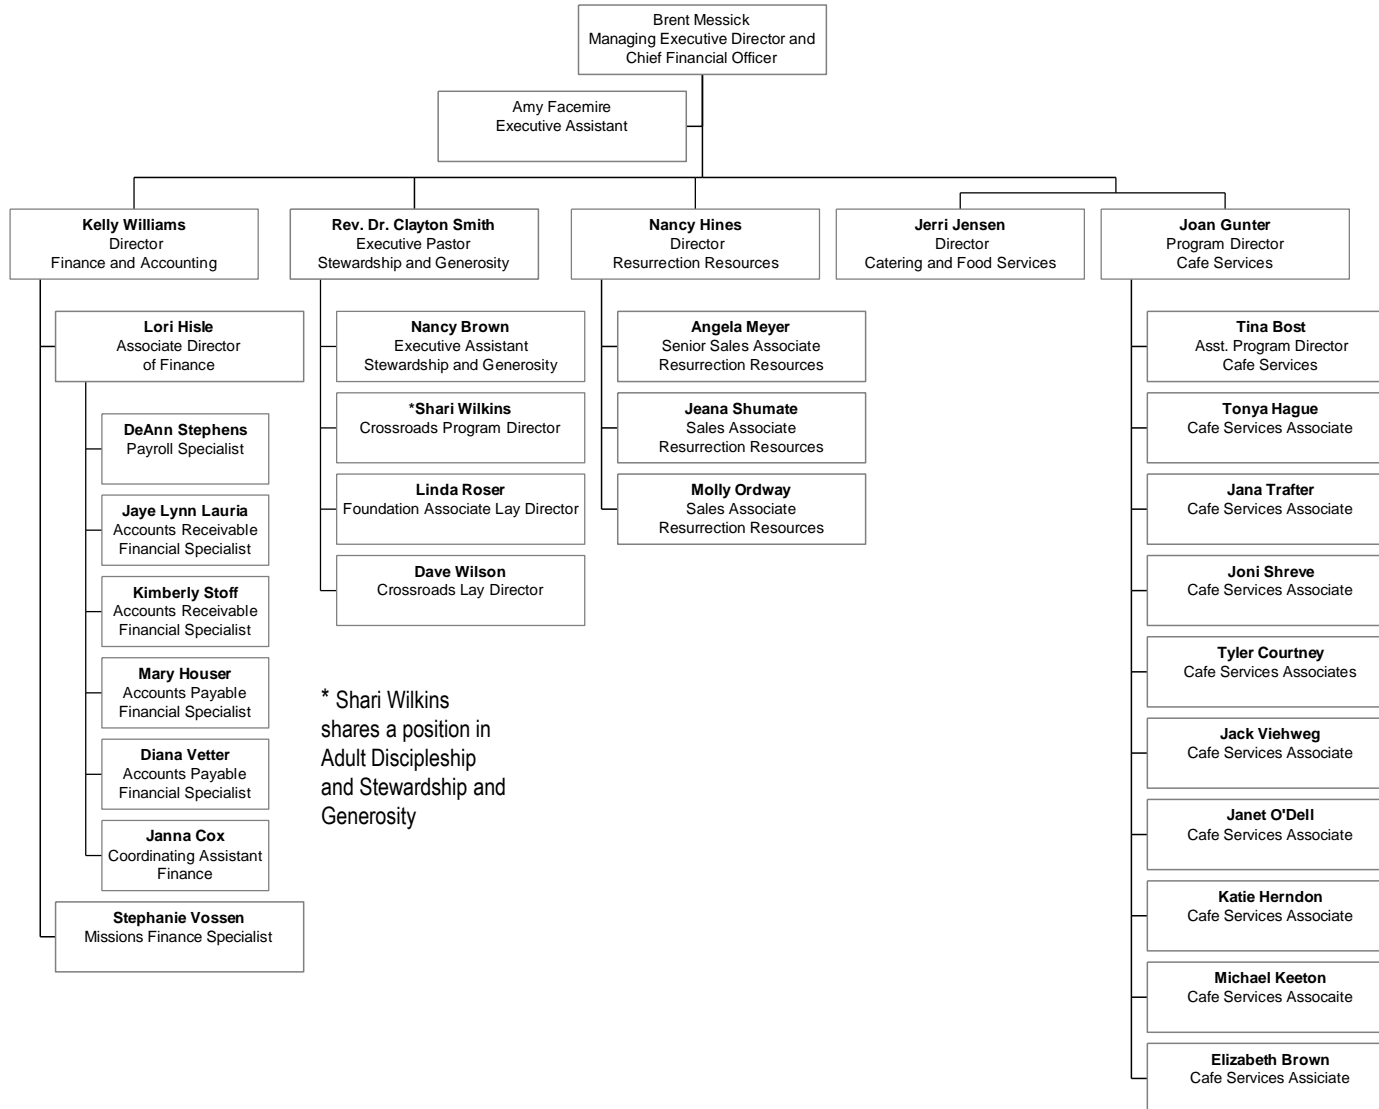 Brent Messick
Managing Executive Director and
Chief Financial Officer
Amy Facemire
Executive Assistant
Kelly Williams
Director
Finance and Accounting
Rev. Dr. Clayton Smith
Executive Pastor
Stewardship and Generosity
Nancy Hines
Director
Resurrection Resources
Jerri Jensen
Director
Catering and Food Services
Joan Gunter
Program Director
Cafe Services
Lori Hisle
Associate Director
of Finance
DeAnn Stephens
Payroll Specialist
Jaye Lynn Lauria
Accounts Receivable
Financial Specialist
Kimberly Stoff
Accounts Receivable
Financial Specialist
Mary Houser
Accounts Payable
Financial Specialist
Diana Vetter
Accounts Payable
Financial Specialist
Janna Cox
Coordinating Assistant
Finance
Stephanie Vossen
Missions Finance Specialist
Nancy Brown
Executive Assistant
Stewardship and Generosity
*Shari Wilkins
Crossroads Program Director
Linda Roser
Foundation Associate Lay Director
Dave Wilson
Crossroads Lay Director
* Shari Wilkins
shares a position in
Adult Discipleship
and Stewardship and
Generosity
Angela Meyer
Senior Sales Associate
Resurrection Resources
Jeana Shumate
Sales Associate
Resurrection Resources
Molly Ordway
Sales Associate
Resurrection Resources
Tina Bost
Asst. Program Director
Cafe Services
Tonya Hague
Cafe Services Associate
Jana Trafter
Cafe Services Associate
Joni Shreve
Cafe Services Associate
Tyler Courtney
Cafe Services Associates
Jack Viehweg
Cafe Services Associate
Janet O'Dell
Cafe Services Associate
Katie Herndon
Cafe Services Associate
Michael Keeton
Cafe Services Assocaite
Elizabeth Brown
Cafe Services Assiciate